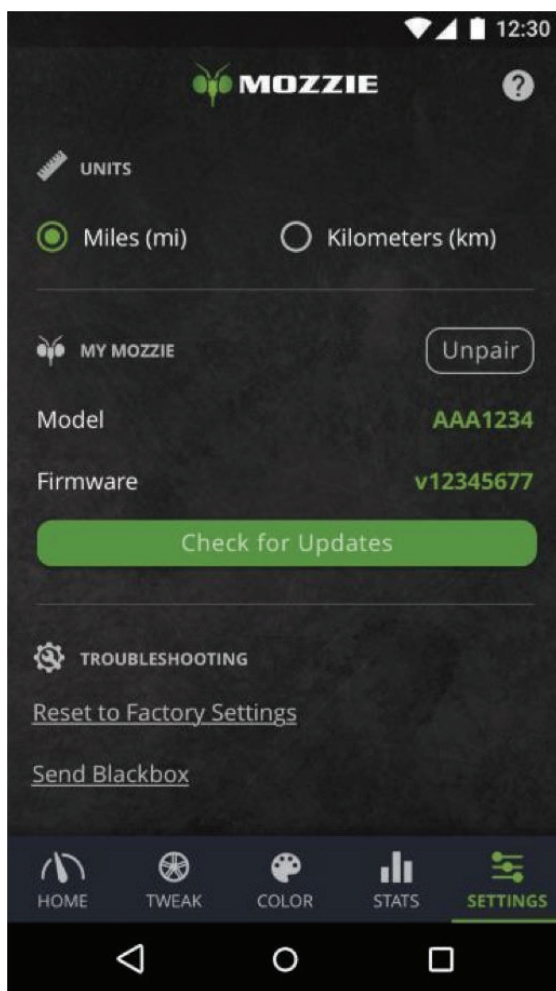 12:30
MOZZIE
?
UNITS
Miles (mi) Kilometers (km)
MY MOZZIE Unpair
Model AAA1234
Firmware v12345677
Check for Updates
TROUBLESHOOTING
Reset to Factory Settings
Send Blackbox
HOME TWEAK COLOR STATS SETTINGS